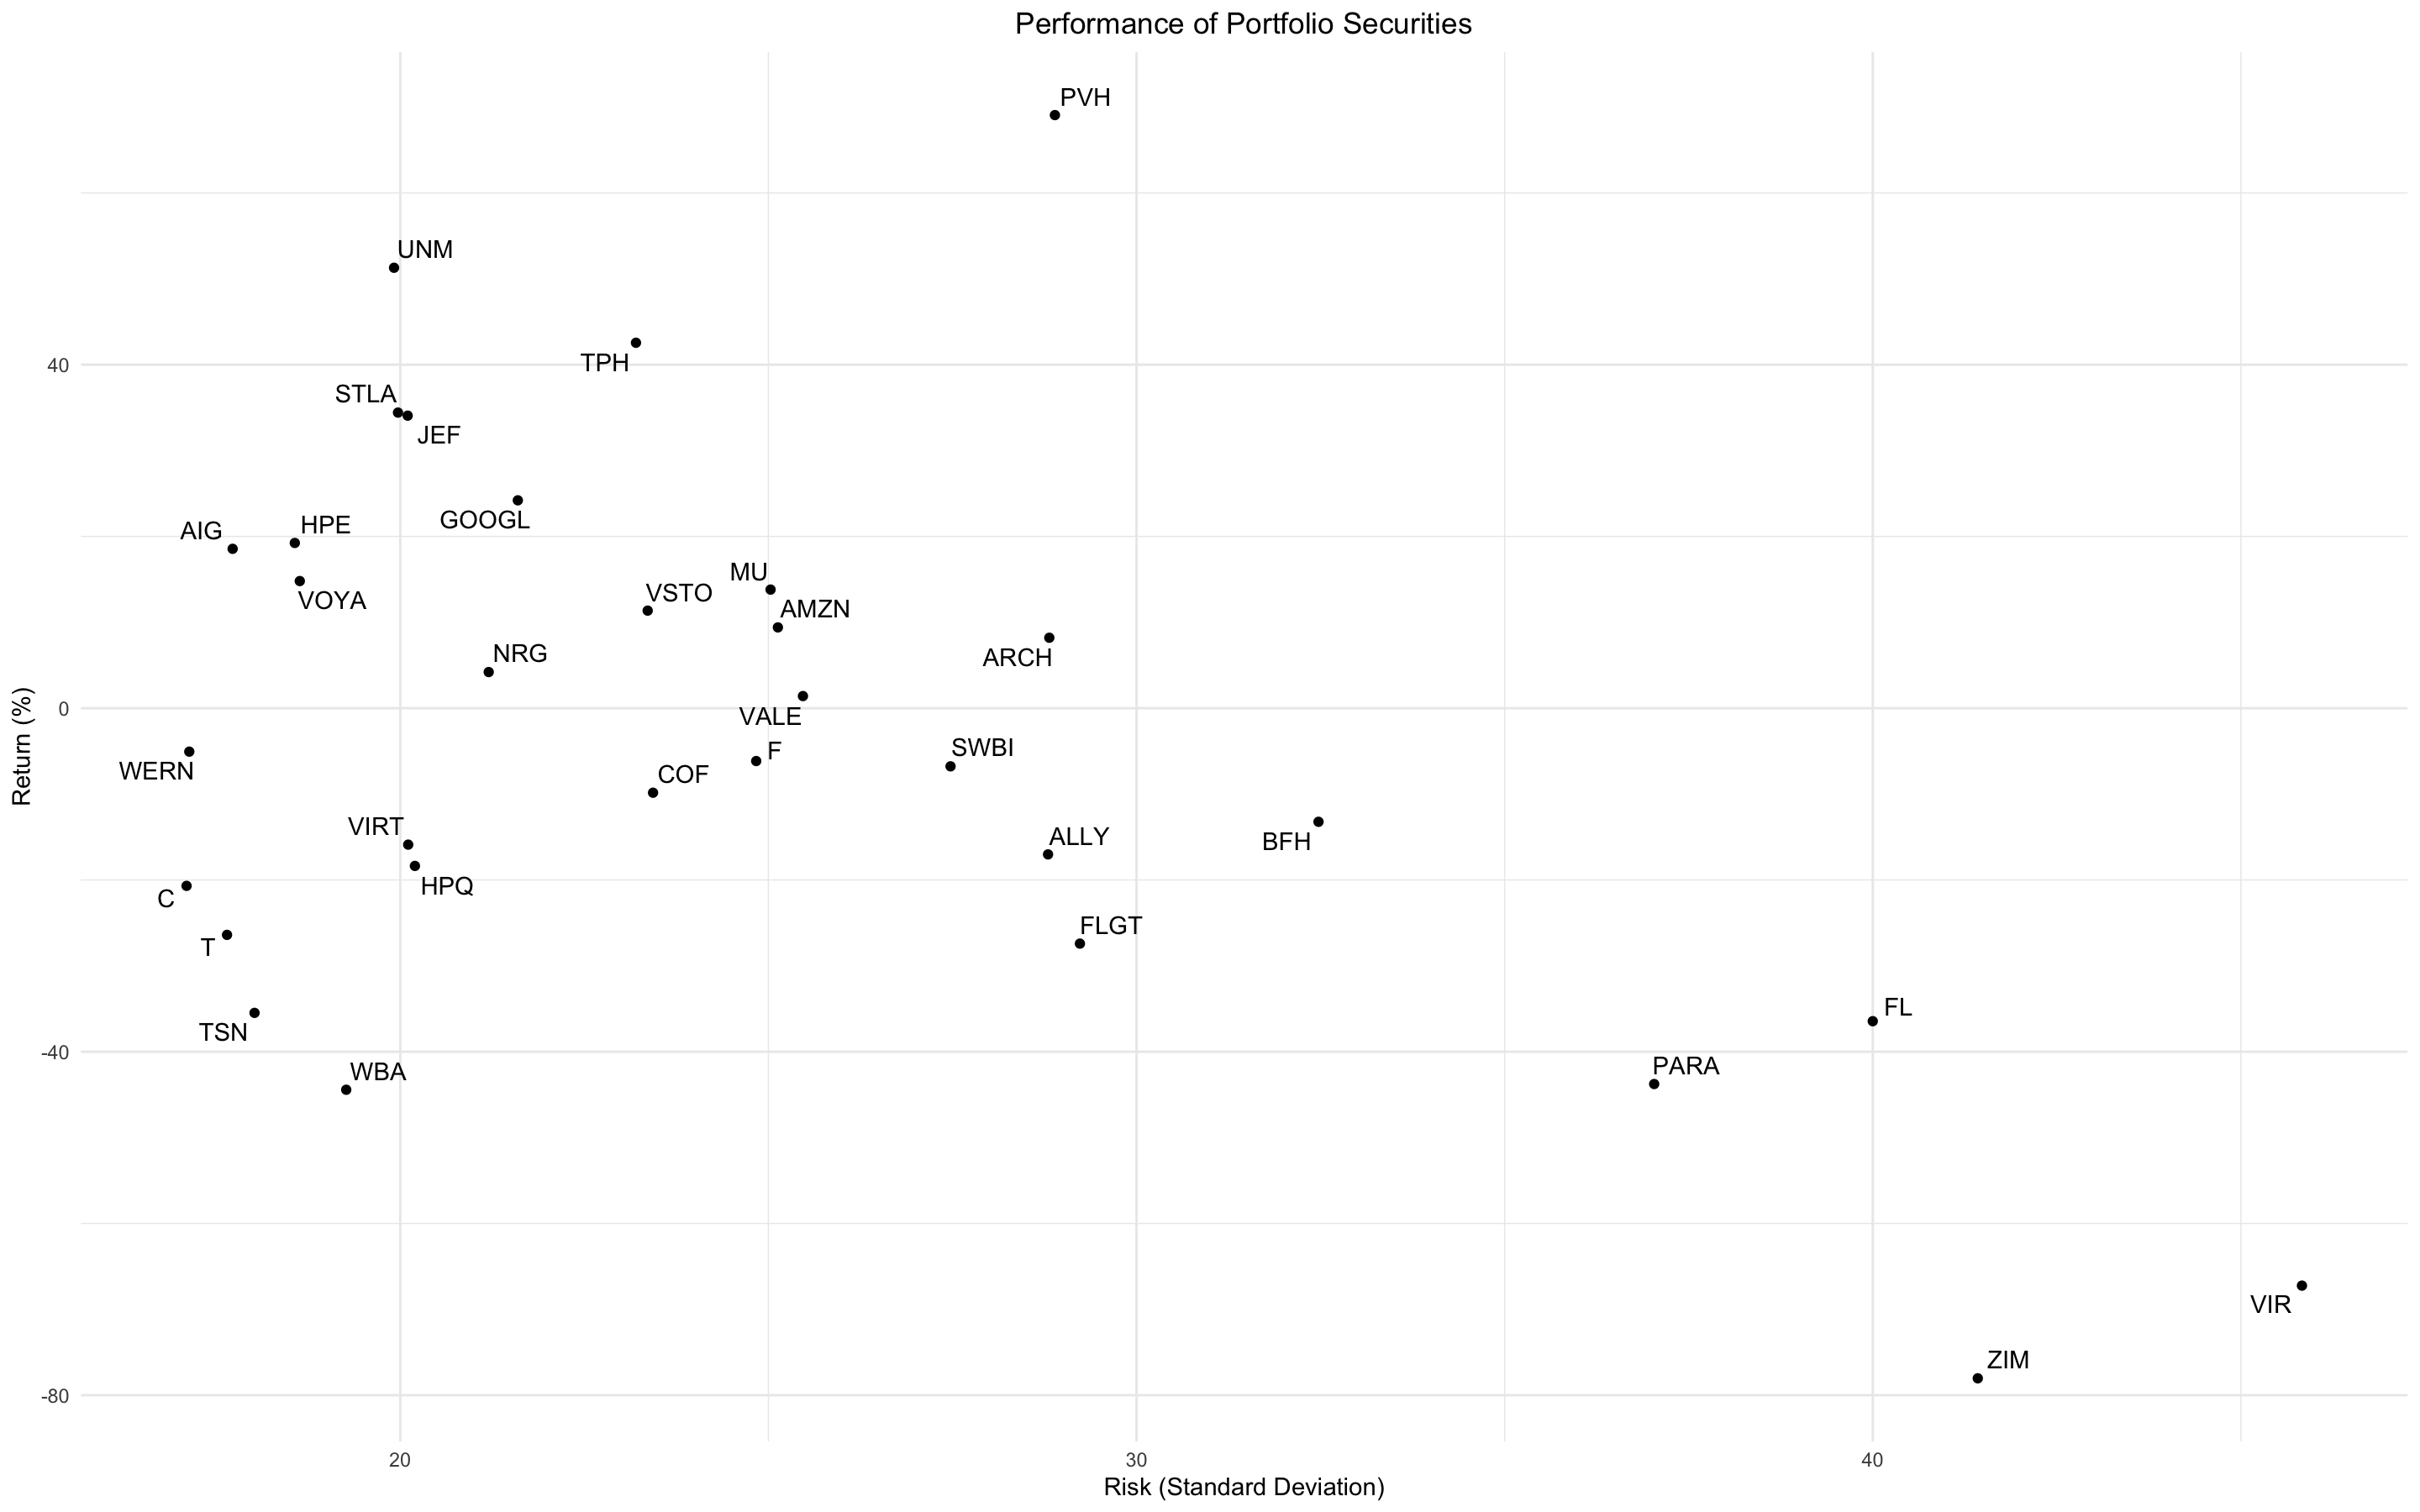 Performance of Portfolio Securities
PVH
UNM
TPH
40
STLA
JEF
GOOGL
HPE
AIG
MU
VSTO
VOYA
AMZN
NRG
ARCH
0
VALE
Return (%)
SWBI
F
WERN
COF
VIRT
ALLY
BFH
HPQ
C
FLGT
T
FL
TSN
-40
PARA
WBA
VIR
ZIM
-80
20
30
40
Risk (Standard Deviation)